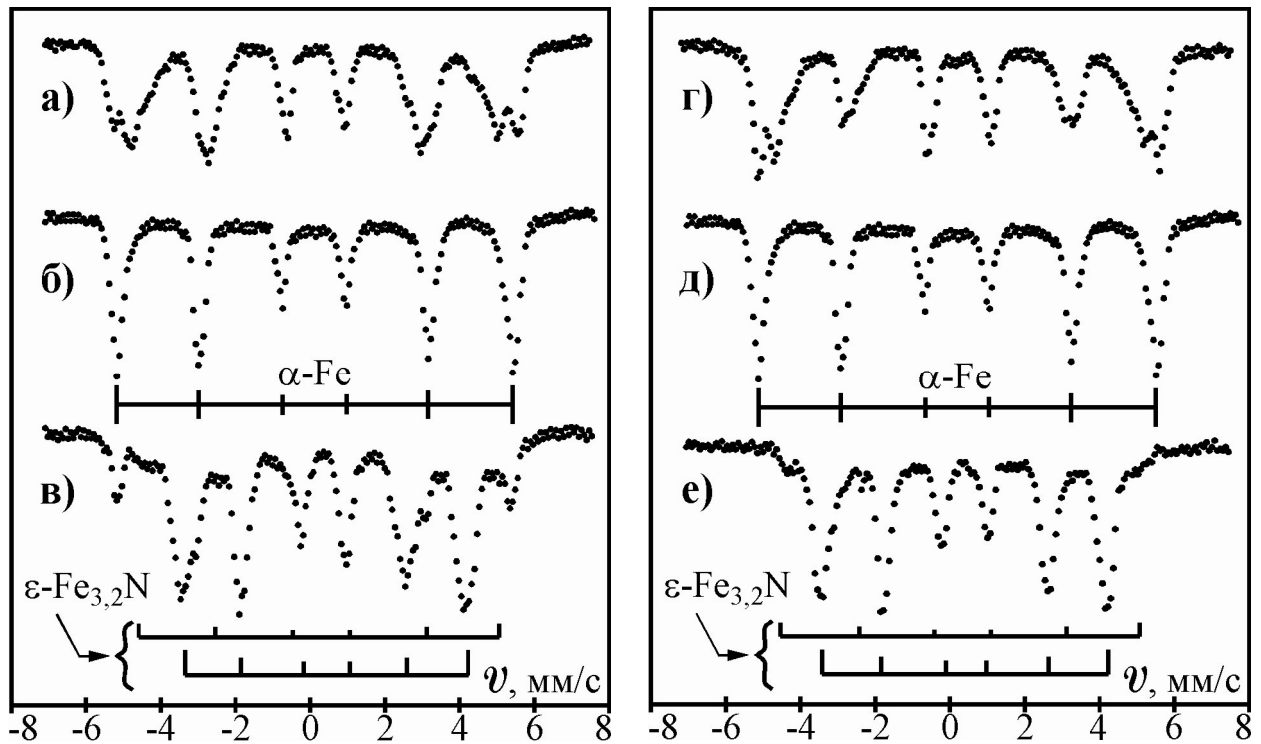 а)
б)
α-Fe
в)
ε-Fe3,2N
υ, мм/с
-8 -6 -4 -2 0 2 4 6 8
г)
д)
α-Fe
е)
ε-Fe3,2N
υ, мм/с
-8 -6 -4 -2 0 2 4 6 8